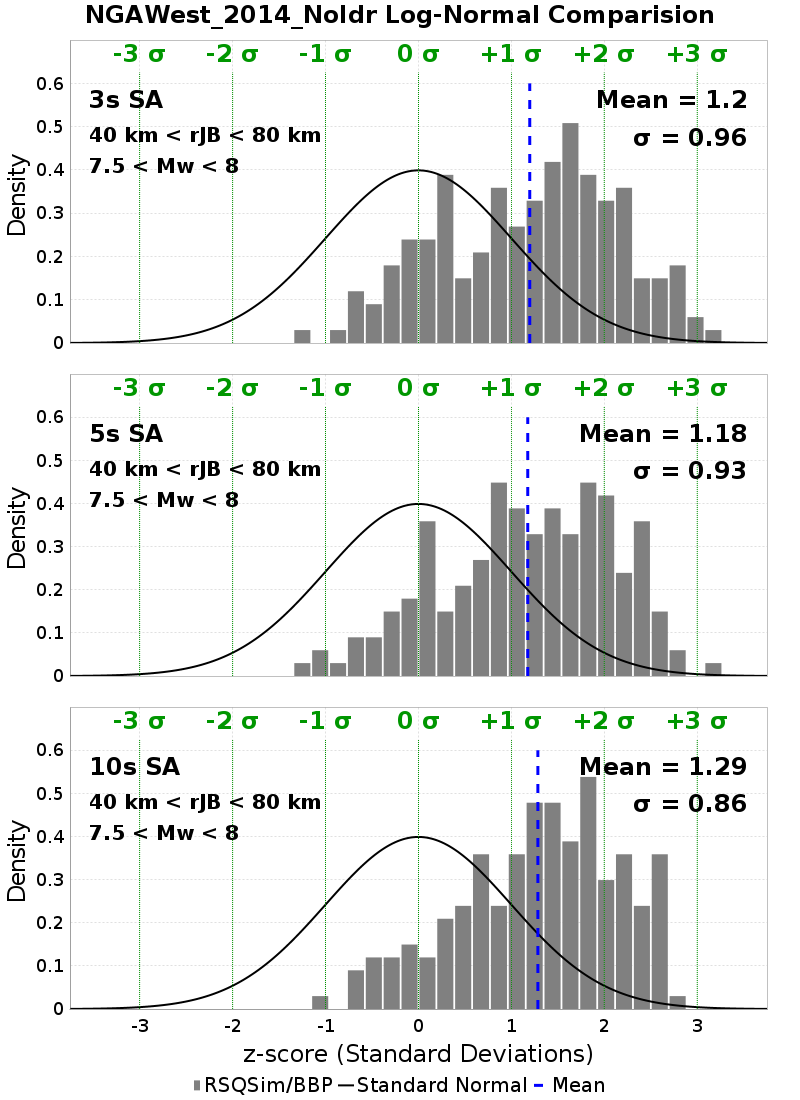 NGAWest_2014_NoIdr Log-Normal Comparision
-3 σ -2 σ -1 σ 0 σ +1 σ +2 σ +3 σ
3s SA Mean = 1.2
40 km < rJB < 80 km σ = 0.96
7.5 < Mw < 8
0.6
0.5
0.4
0.3
0.2
0.1
0
Density
-3 σ -2 σ -1 σ 0 σ +1 σ +2 σ +3 σ
5s SA Mean = 1.18
40 km < rJB < 80 km σ = 0.93
7.5 < Mw < 8
0.6
0.5
0.4
0.3
0.2
0.1
0
Density
-3 σ -2 σ -1 σ 0 σ +1 σ +2 σ +3 σ
10s SA Mean = 1.29
40 km < rJB < 80 km σ = 0.86
7.5 < Mw < 8
0.6
0.5
0.4
0.3
0.2
0.1
0
Density
-3 -2 -1 0 1 2 3
z-score (Standard Deviations)
RSQSim/BBP Standard Normal Mean